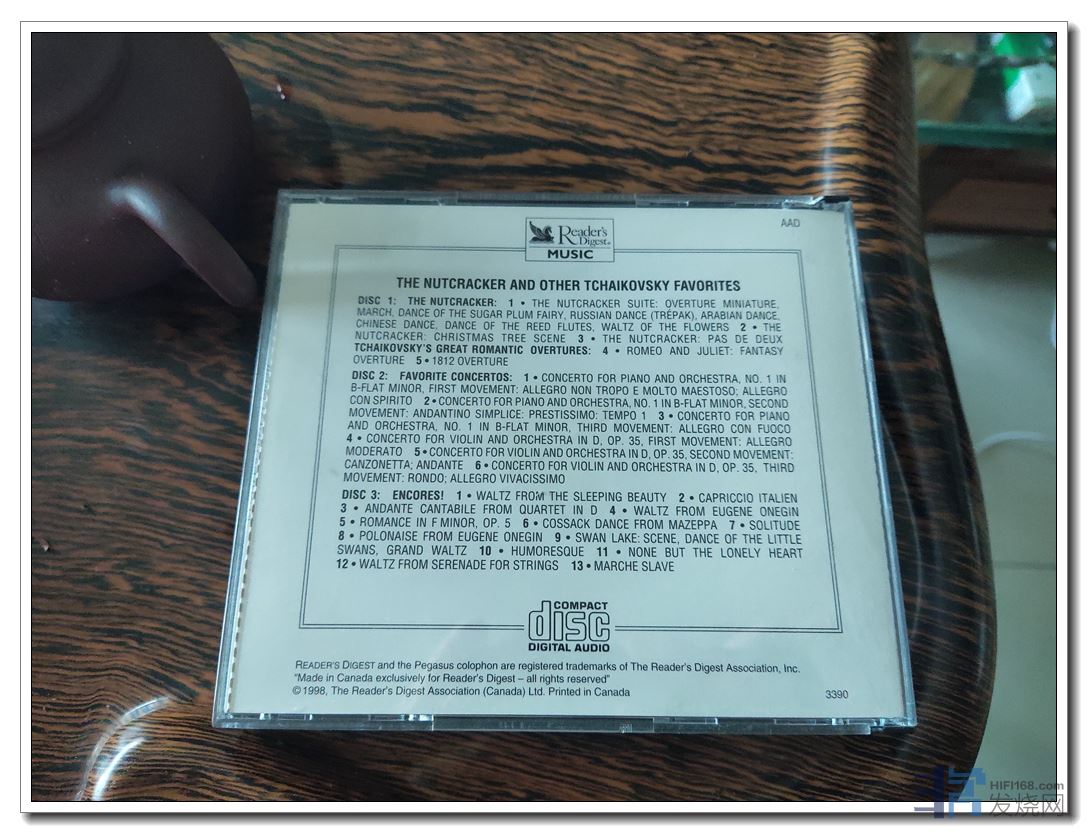 AAD
Reader's
Digest®
MUSIC
THE NUTCRACKER AND OTHER TCHAIKOVSKY FAVORITES
DISC 1: THE NUTCRACKER: 1 • THE NUTCRACKER SUITE: OVERTURE MINIATURE,
MARCH, DANCE OF THE SUGAR PLUM FAIRY, RUSSIAN DANCE (TRÉPAK), ARABIAN DANCE,
CHINESE DANCE, DANCE OF THE REED FLUTES, WALTZ OF THE FLOWERS 2 • THE
NUTCRACKER: CHRISTMAS TREE SCENE 3 • THE NUTCRACKER: PAS DE DEUX
TCHAIKOVSKY'S GREAT ROMANTIC OVERTURES: 4 • ROMEO AND JULIET: FANTASY
OVERTURE 5 • 1812 OVERTURE
DISC 2: FAVORITE CONCERTOS: 1 • CONCERTO FOR PIANO AND ORCHESTRA, NO. 1 IN
B-FLAT MINOR, FIRST MOVEMENT: ALLEGRO NON TROPO E MOLTO MAESTOSO; ALLEGRO
CON SPIRITO 2 • CONCERTO FOR PIANO AND ORCHESTRA, NO. 1 IN B-FLAT MINOR, SECOND
MOVEMENT: ANDANTINO SIMPLICE: PRESTISSIMO: TEMPO 1 3 • CONCERTO FOR PIANO
AND ORCHESTRA, NO. 1 IN B-FLAT MINOR, THIRD MOVEMENT: ALLEGRO CON FUOCO
4 • CONCERTO FOR VIOLIN AND ORCHESTRA IN D, OP. 35, FIRST MOVEMENT: ALLEGRO
MODERATO 5 • CONCERTO FOR VIOLIN AND ORCHESTRA IN D, OP. 35, SECOND MOVEMENT:
CANZONETTA; ANDANTE 6 • CONCERTO FOR VIOLIN AND ORCHESTRA IN D, OP. 35, THIRD
MOVEMENT: RONDO; ALLEGRO VIVACISSIMO
DISC 3: ENCORES! 1 • WALTZ FROM THE SLEEPING BEAUTY 2 • CAPRICCIO ITALIEN
3 • ANDANTE CANTABILE FROM QUARTET IN D 4 • WALTZ FROM EUGENE ONEGIN
5 • ROMANCE IN F MINOR, OP. 5 6 • COSSACK DANCE FROM MAZEPPA 7 • SOLITUDE
8 • POLONAISE FROM EUGENE ONEGIN 9 • SWAN LAKE: SCENE, DANCE OF THE LITTLE
SWANS, GRAND WALTZ 10 • HUMORESQUE 11 • NONE BUT THE LONELY HEART
12 • WALTZ FROM SERENADE FOR STRINGS 13 • MARCHE SLAVE
COMPACT
disc
DIGITAL AUDIO
READER'S DIGEST and the Pegasus colophon are registered trademarks of The Reader's Digest Association, Inc.
"Made in Canada exclusively for Reader's Digest – all rights reserved"
©1998, The Reader's Digest Association (Canada) Ltd. Printed in Canada
3390
HIFI168.com
发烧网